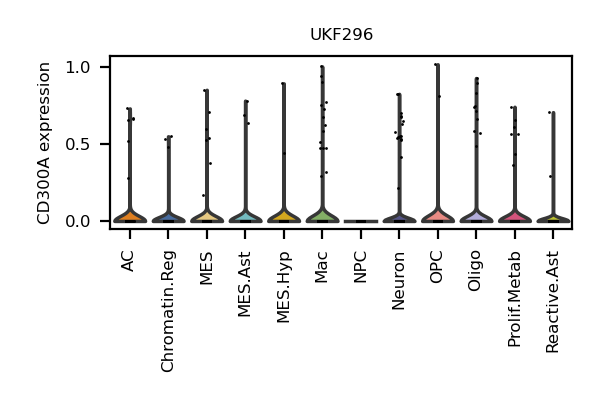 UKF296
CD300A expression
1.0
0.5
0.0
AC
Chromatin.Reg
MES
MES.Ast
MES.Hyp
Mac
NPC
Neuron
OPC
Oligo
Prolif.Metab
Reactive.Ast